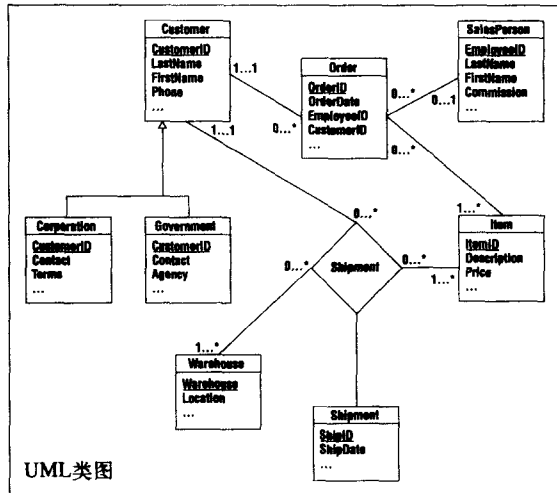 Customer
CustomerID
LastName
FirstName
Phone
...
1...1
0...*
Order
OrderID
OrderDate
EmployeeID
CustomerID
...
0...*
0...1
0...*
SalesPerson
EmployeeID
LastName
FirstName
Commission
...
1...1
Corporation
CustomerID
Contact
Terms
...
Government
CustomerID
Contact
Agency
...
0...*
0...*
Shipment
0...*
1...*
1...*
Item
ItemID
Description
Price
...
1...*
Warehouse
Warehouse
Location
...
Shipment
ShipID
ShipDate
...
UML类图